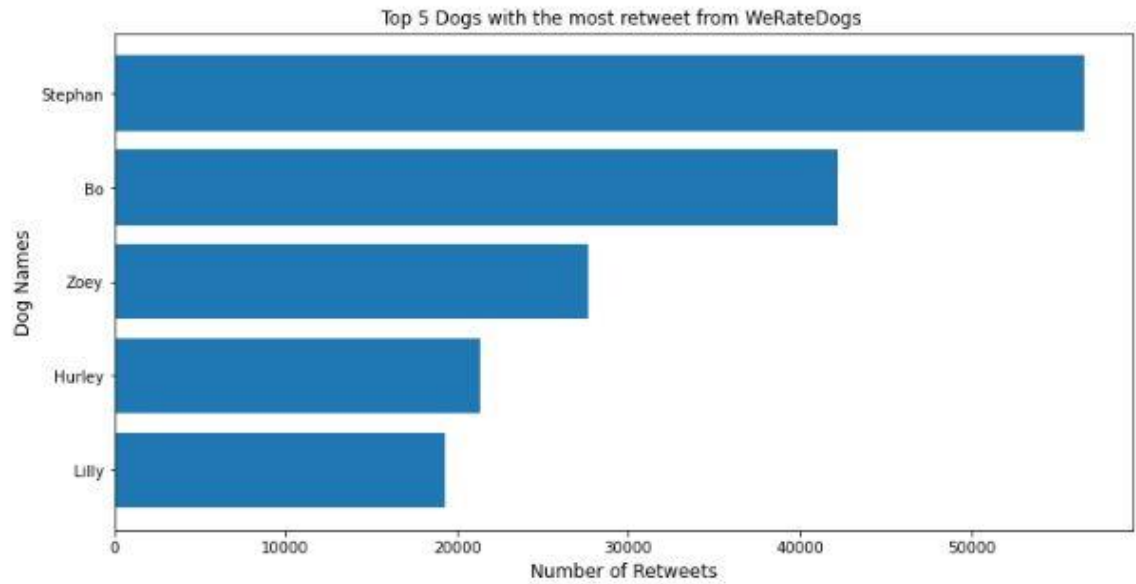 Top 5 Dogs with the most retweet from WeRateDogs
Dog Names
Stephan
Bo
Zoey
Hurley
Lilly
0 10000 20000 30000 40000 50000
Number of Retweets